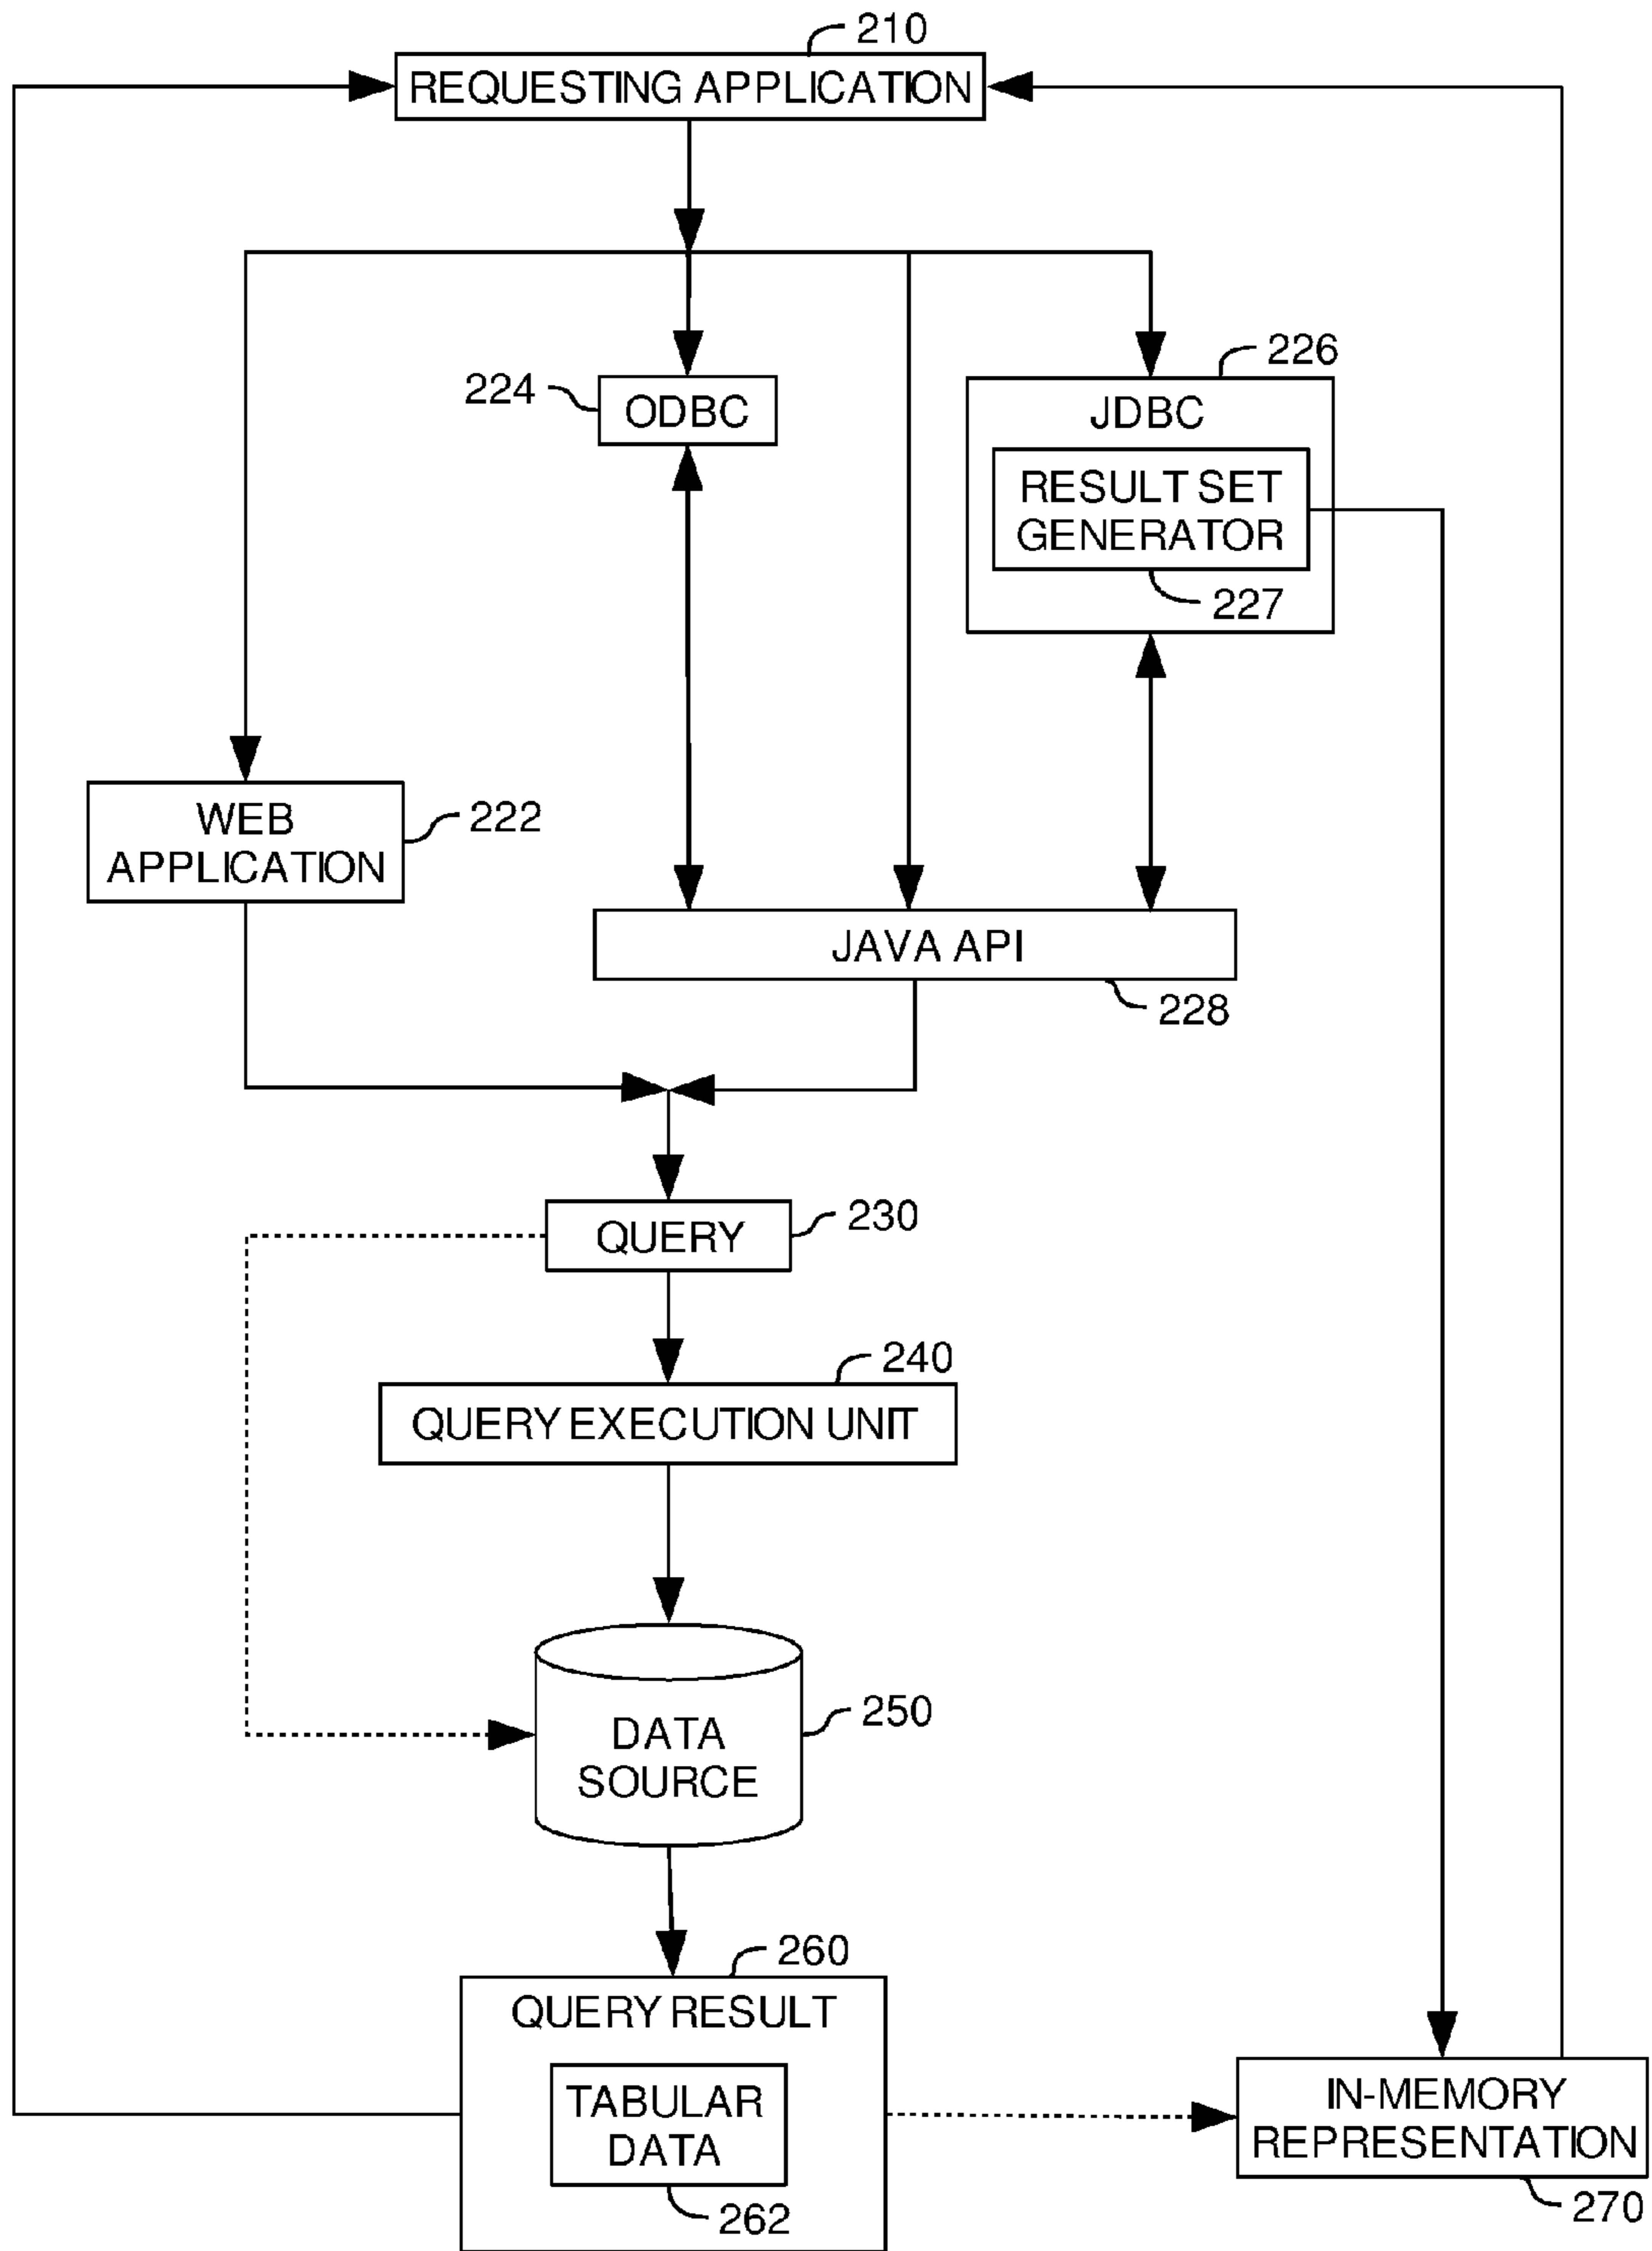 210
REQUESTING APPLICATION
226
224
ODBC
JDBC
RESULT SET
GENERATOR
227
WEB
APPLICATION
222
JAVA API
228
QUERY
230
240
QUERY EXECUTION UNIT
250
DATA
SOURCE
260
QUERY RESULT
TABULAR
DATA
262
IN-MEMORY
REPRESENTATION
270